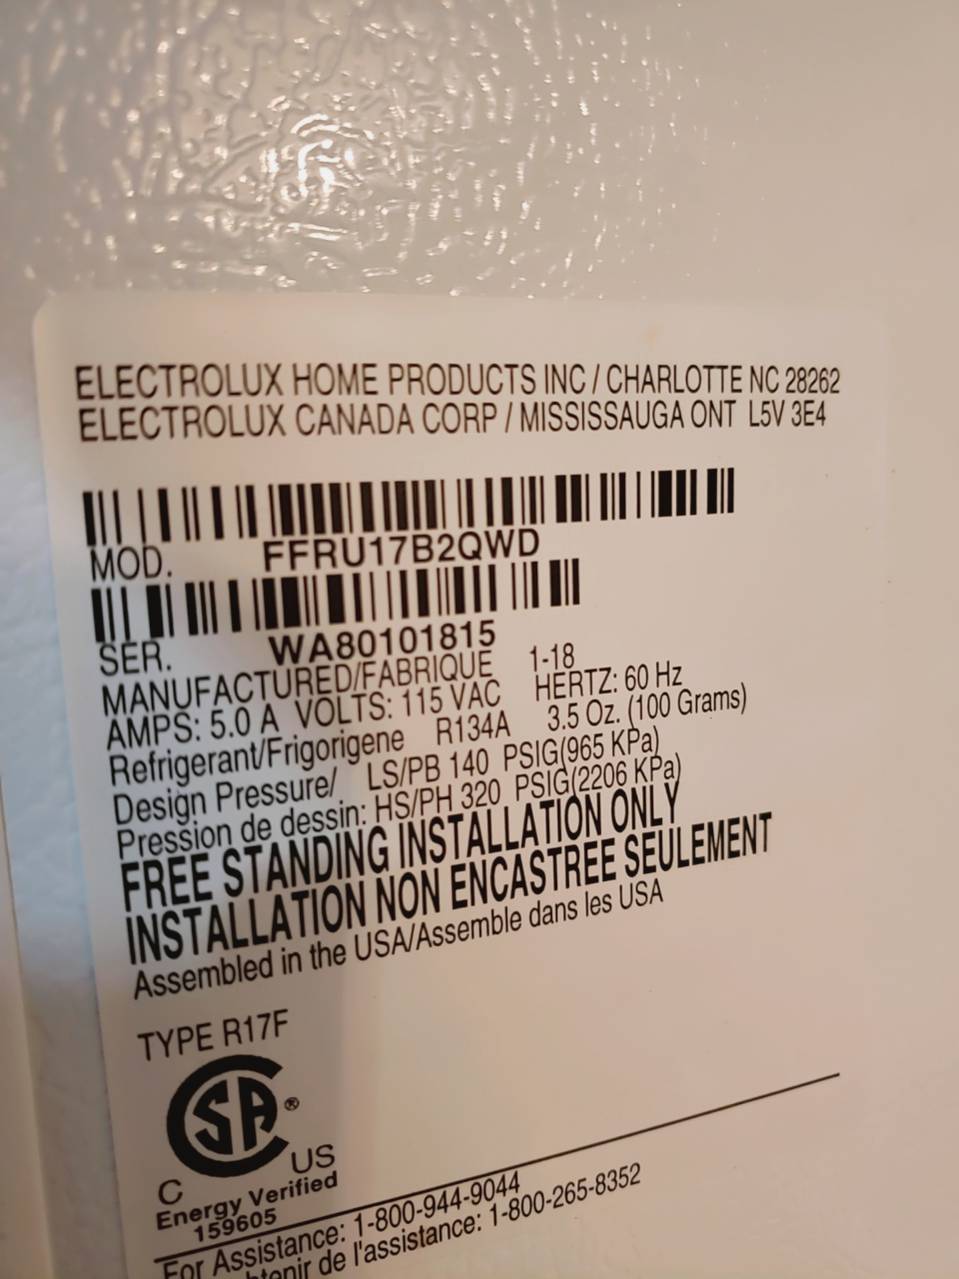 ELECTROLUX HOME PRODUCTS INC / CHARLOTTE NC 28262
ELECTROLUX CANADA CORP / MISSISSAUGA ONT L5V 3E4
MOD. FFRU17B2QWD
SER. WA80101815
MANUFACTURED/FABRIQUE 1-18
AMPS: 5.0 A VOLTS: 115 VAC HERTZ: 60 Hz
Refrigerant/Frigorigene R134A 3.5 Oz. (100 Grams)
Design Pressure/ LS/PB 140 PSIG(965 KPa)
Pression de dessin: HS/PH 320 PSIG(2206 KPa)
FREE STANDING INSTALLATION ONLY
INSTALLATION NON ENCASTREE SEULEMENT
Assembled in the USA/Assemble dans les USA
TYPE R17F
CSA®
C US
Energy Verified
159605
For Assistance: 1-800-944-9044
de l'assistance: 1-800-265-8352